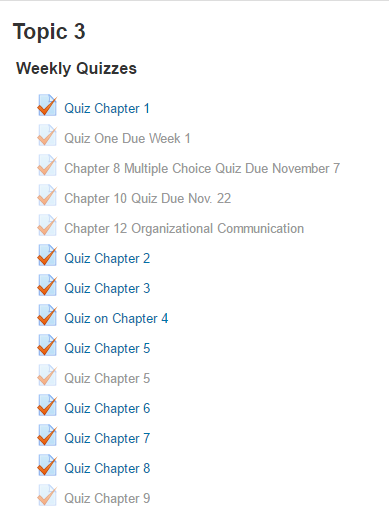 Topic 3
Weekly Quizzes
Quiz Chapter 1
Quiz One Due Week 1
Chapter 8 Multiple Choice Quiz Due November 7
Chapter 10 Quiz Due Nov. 22
Chapter 12 Organizational Communication
Quiz Chapter 2
Quiz Chapter 3
Quiz on Chapter 4
Quiz Chapter 5
Quiz Chapter 5
Quiz Chapter 6
Quiz Chapter 7
Quiz Chapter 8
Quiz Chapter 9